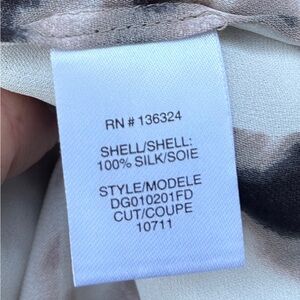 RN # 136324
SHELL/SHELL:
100% SILK/SOIE
STYLE/MODELE
DG010201FD
CUT/COUPE
10711